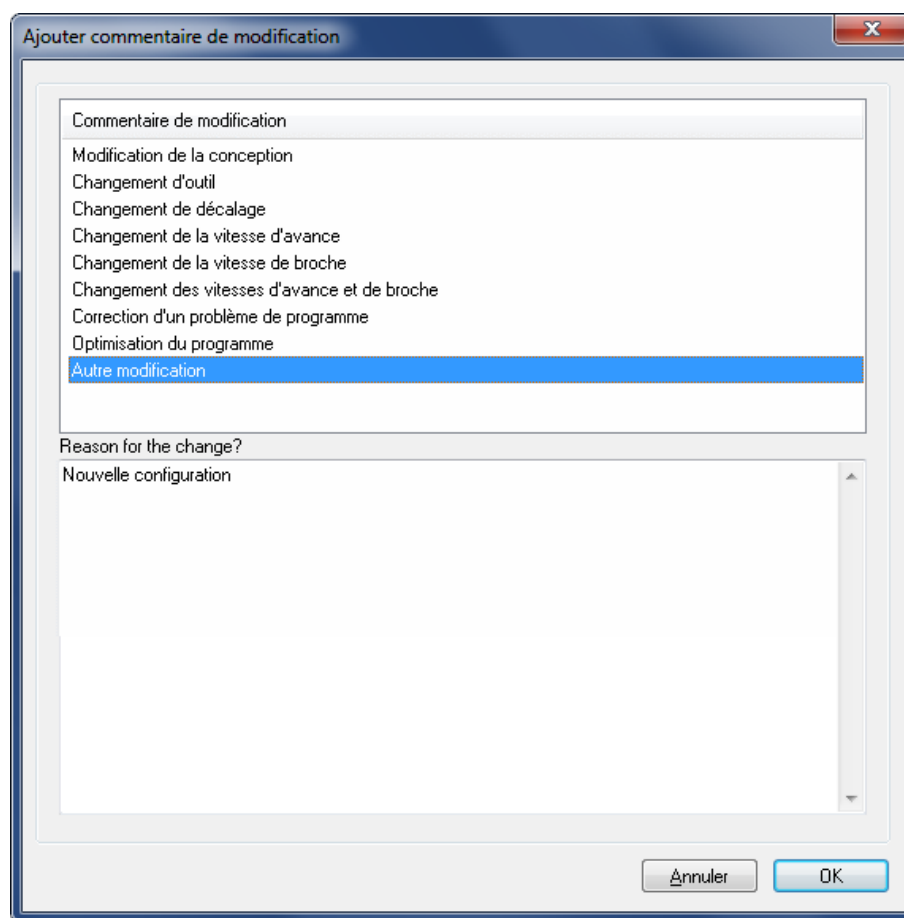 Ajouter commentaire de modification
Commentaire de modification
Modification de la conception
Changement d'outil
Changement de décalage
Changement de la vitesse d'avance
Changement de la vitesse de broche
Changement des vitesses d'avance et de broche
Correction d'un problème de programme
Optimisation du programme
Autre modification
Reason for the change?
Nouvelle configuration
Annuler
OK